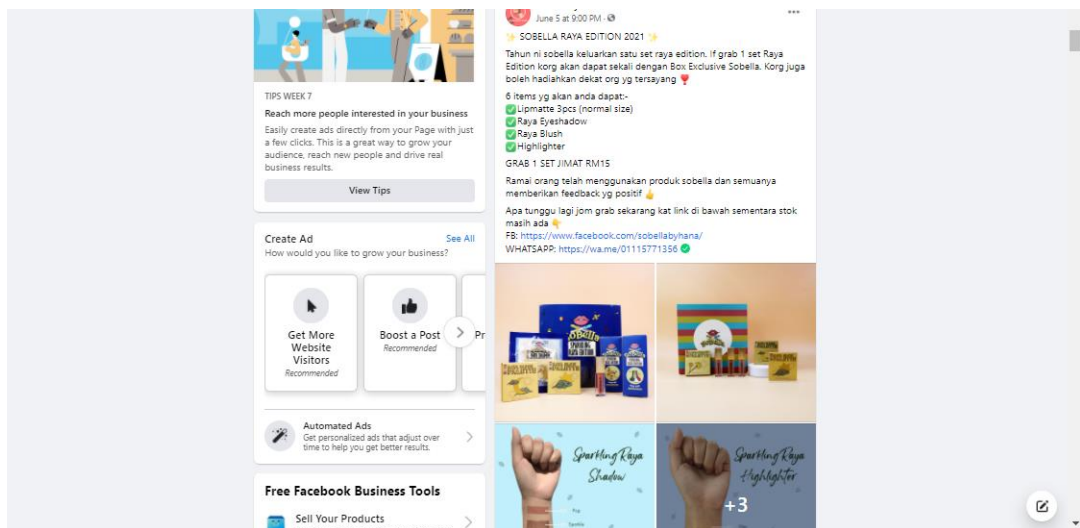 TIPS WEEK 7
Reach more people interested in your business
Easily create ads directly from your Page with just
a few clicks. This is a great way to grow your
audience, reach new people and drive real
business results.
View Tips
Create Ad
See All
How would you like to grow your business?
Get More
Website
Visitors
Recommended
Boost a Post
Recommended
Pr
Automated Ads
Get personalized ads that adjust over
time to help you get better results.
Free Facebook Business Tools
Sell Your Products
June 5 at 9:00 PM ·
✨ SOBELLA RAYA EDITION 2021 ✨
Tahun ni sobella keluarkan satu set raya edition. If grab 1 set Raya
Edition korg akan dapat sekali dengan Box Exclusive Sobella. Korg juga
boleh hadiahkan dekat org yg tersayang ❣️
6 items yg akan anda dapat:-
✅Lipmatte 3pcs (normal size)
✅Raya Eyeshadow
✅Raya Blush
✅Highlighter
GRAB 1 SET JIMAT RM15
Ramai orang telah menggunakan produk sobella dan semuanya
memberikan feedback yg positif 👍
Apa tunggu lagi jom grab sekarang kat link di bawah sementara stok
masih ada 👇
FB: https://www.facebook.com/sobellabyhana/
WHATSAPP: https://wa.me/01115771356 ✅
SoBella
SPARKLING
RAYA EDITION
SoBella
Sparkling Raya
Shadow
Sparkling Raya
Highlighter
+3